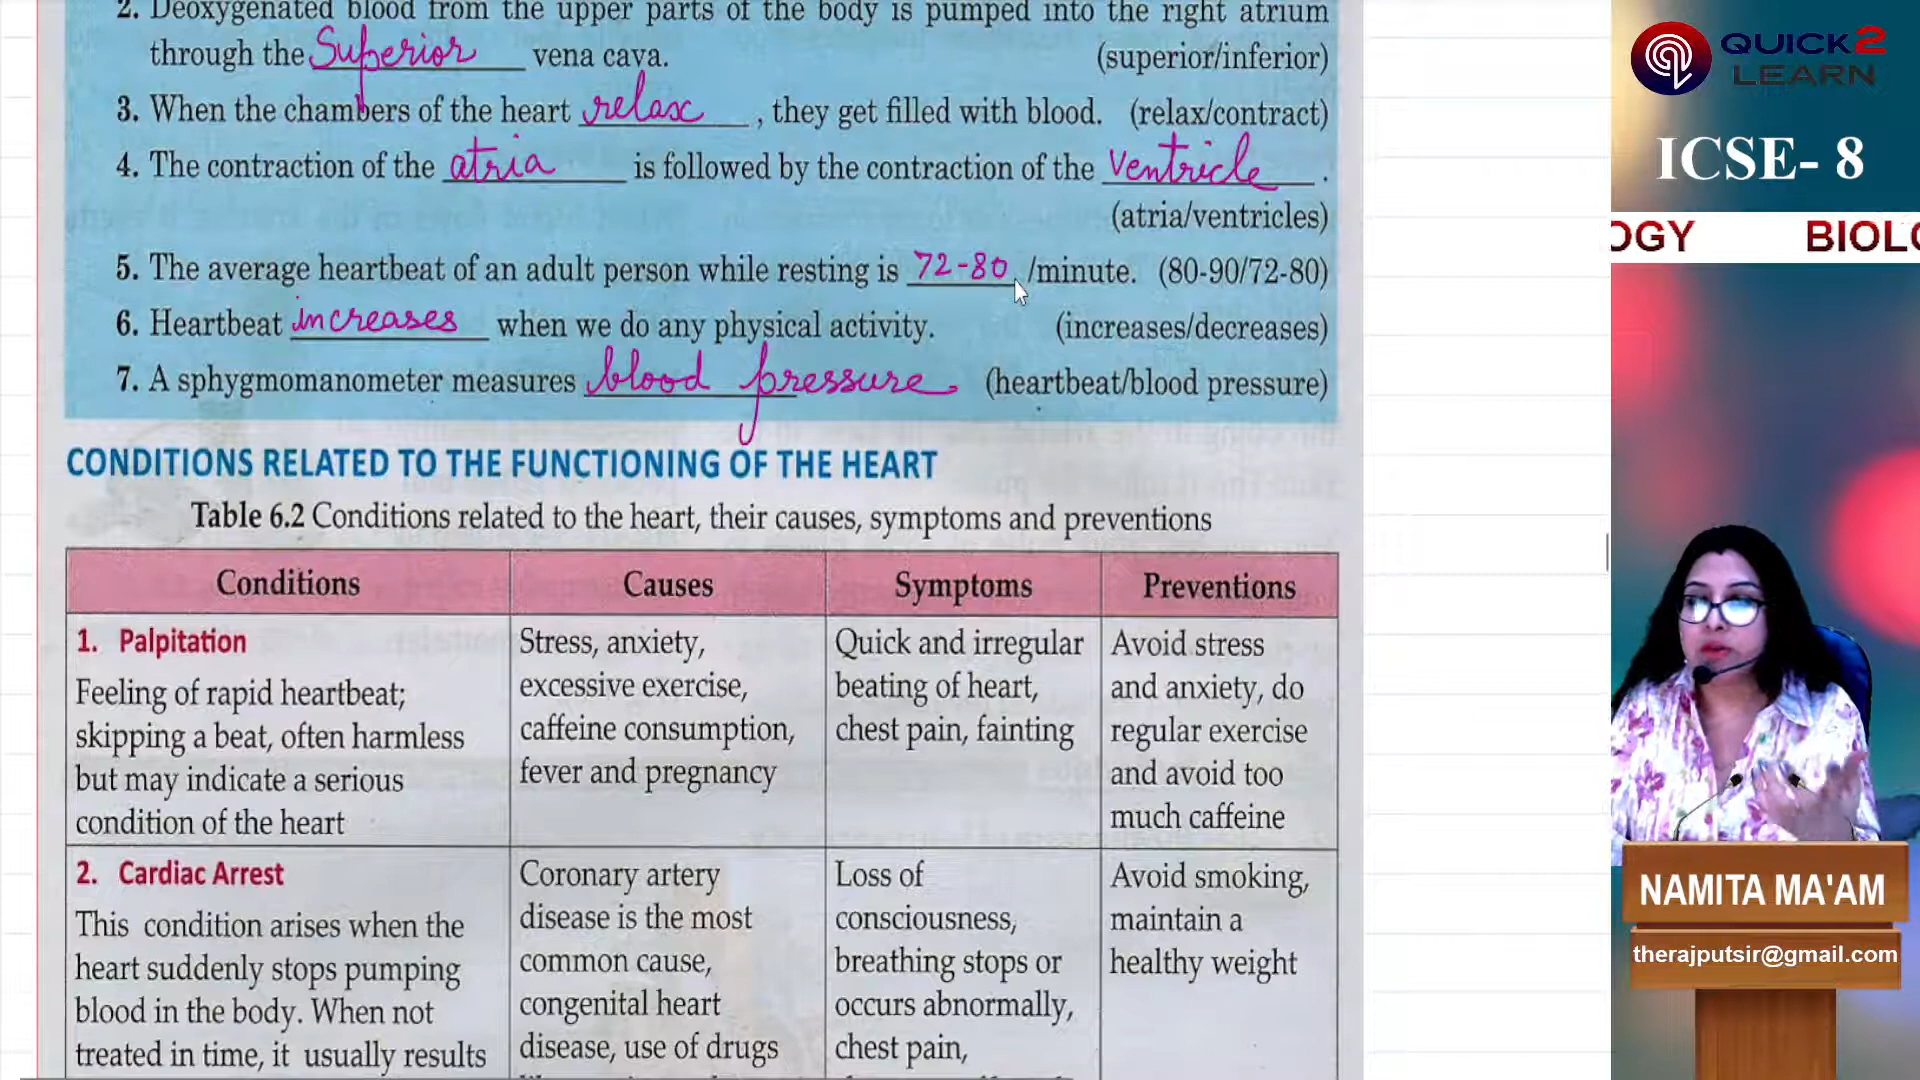 2. Deoxygenated blood from the upper parts of the body is pumped into the right atrium
through the Superior vena cava. (superior/inferior)
3. When the chambers of the heart relax, they get filled with blood. (relax/contract)
4. The contraction of the atria is followed by the contraction of the Ventricle.
(atria/ventricles)
5. The average heartbeat of an adult person while resting is 72-80 /minute. (80-90/72-80)
6. Heartbeat increases when we do any physical activity. (increases/decreases)
7. A sphygmomanometer measures blood pressure. (heartbeat/blood pressure)
CONDITIONS RELATED TO THE FUNCTIONING OF THE HEART
Table 6.2 Conditions related to the heart, their causes, symptoms and preventions
Conditions Causes Symptoms Preventions
1. Palpitation
Feeling of rapid heartbeat;
skipping a beat, often harmless
but may indicate a serious
condition of the heart
Stress, anxiety,
excessive exercise,
caffeine consumption,
fever and pregnancy
Quick and irregular
beating of heart,
chest pain, fainting
Avoid stress
and anxiety, do
regular exercise
and avoid too
much caffeine
2. Cardiac Arrest
This condition arises when the
heart suddenly stops pumping
blood in the body. When not
treated in time, it usually results
Coronary artery
disease is the most
common cause,
congenital heart
disease, use of drugs
Loss of
consciousness,
breathing stops or
occurs abnormally,
chest pain,
Avoid smoking,
maintain a
healthy weight
QUICK2
LEARN
ICSE- 8
OGY BIOLO
NAMITA MA'AM
therajputsir@gmail.com